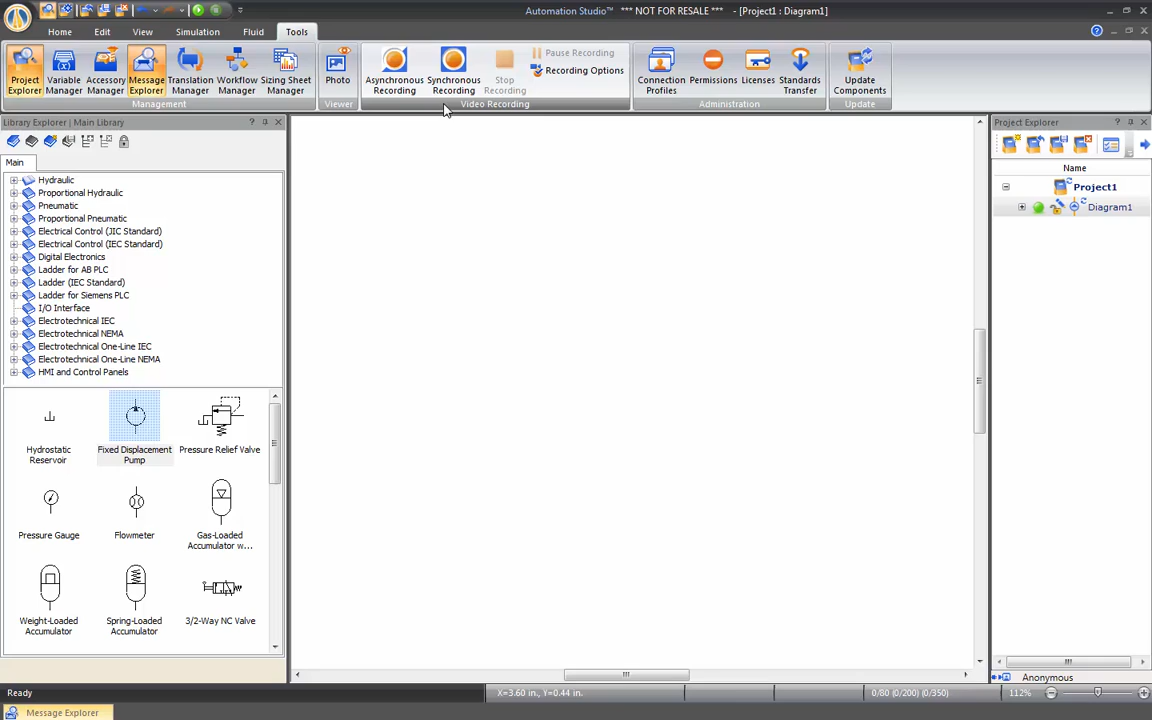 Automation Studio™ *** NOT FOR RESALE *** - [Project1 : Diagram1]
Home Edit View Simulation Fluid Tools
Project Explorer
Variable Manager
Accessory Manager
Message Explorer
Translation Manager
Workflow Manager
Sizing Sheet Manager
Photo
Asynchronous Recording
Synchronous Recording
Stop Recording
Pause Recording
Recording Options
Connection Profiles
Permissions
Licenses
Standards Transfer
Update Components
Management Viewer Video Recording Administration Update
Library Explorer | Main Library
Main
Hydraulic
Proportional Hydraulic
Pneumatic
Proportional Pneumatic
Electrical Control (JIC Standard)
Electrical Control (IEC Standard)
Digital Electronics
Ladder for AB PLC
Ladder (IEC Standard)
Ladder for Siemens PLC
I/O Interface
Electrotechnical IEC
Electrotechnical NEMA
Electrotechnical One-Line IEC
Electrotechnical One-Line NEMA
HMI and Control Panels
Hydrostatic Reservoir
Fixed Displacement Pump
Pressure Relief Valve
Pressure Gauge
Flowmeter
Gas-Loaded Accumulator w...
Weight-Loaded Accumulator
Spring-Loaded Accumulator
3/2-Way NC Valve
Project Explorer
Name
Project1
Diagram1
Anonymous
Ready
X=3.60 in., Y=0.44 in.
0/80 (0/200) (0/350)
112%
Message Explorer